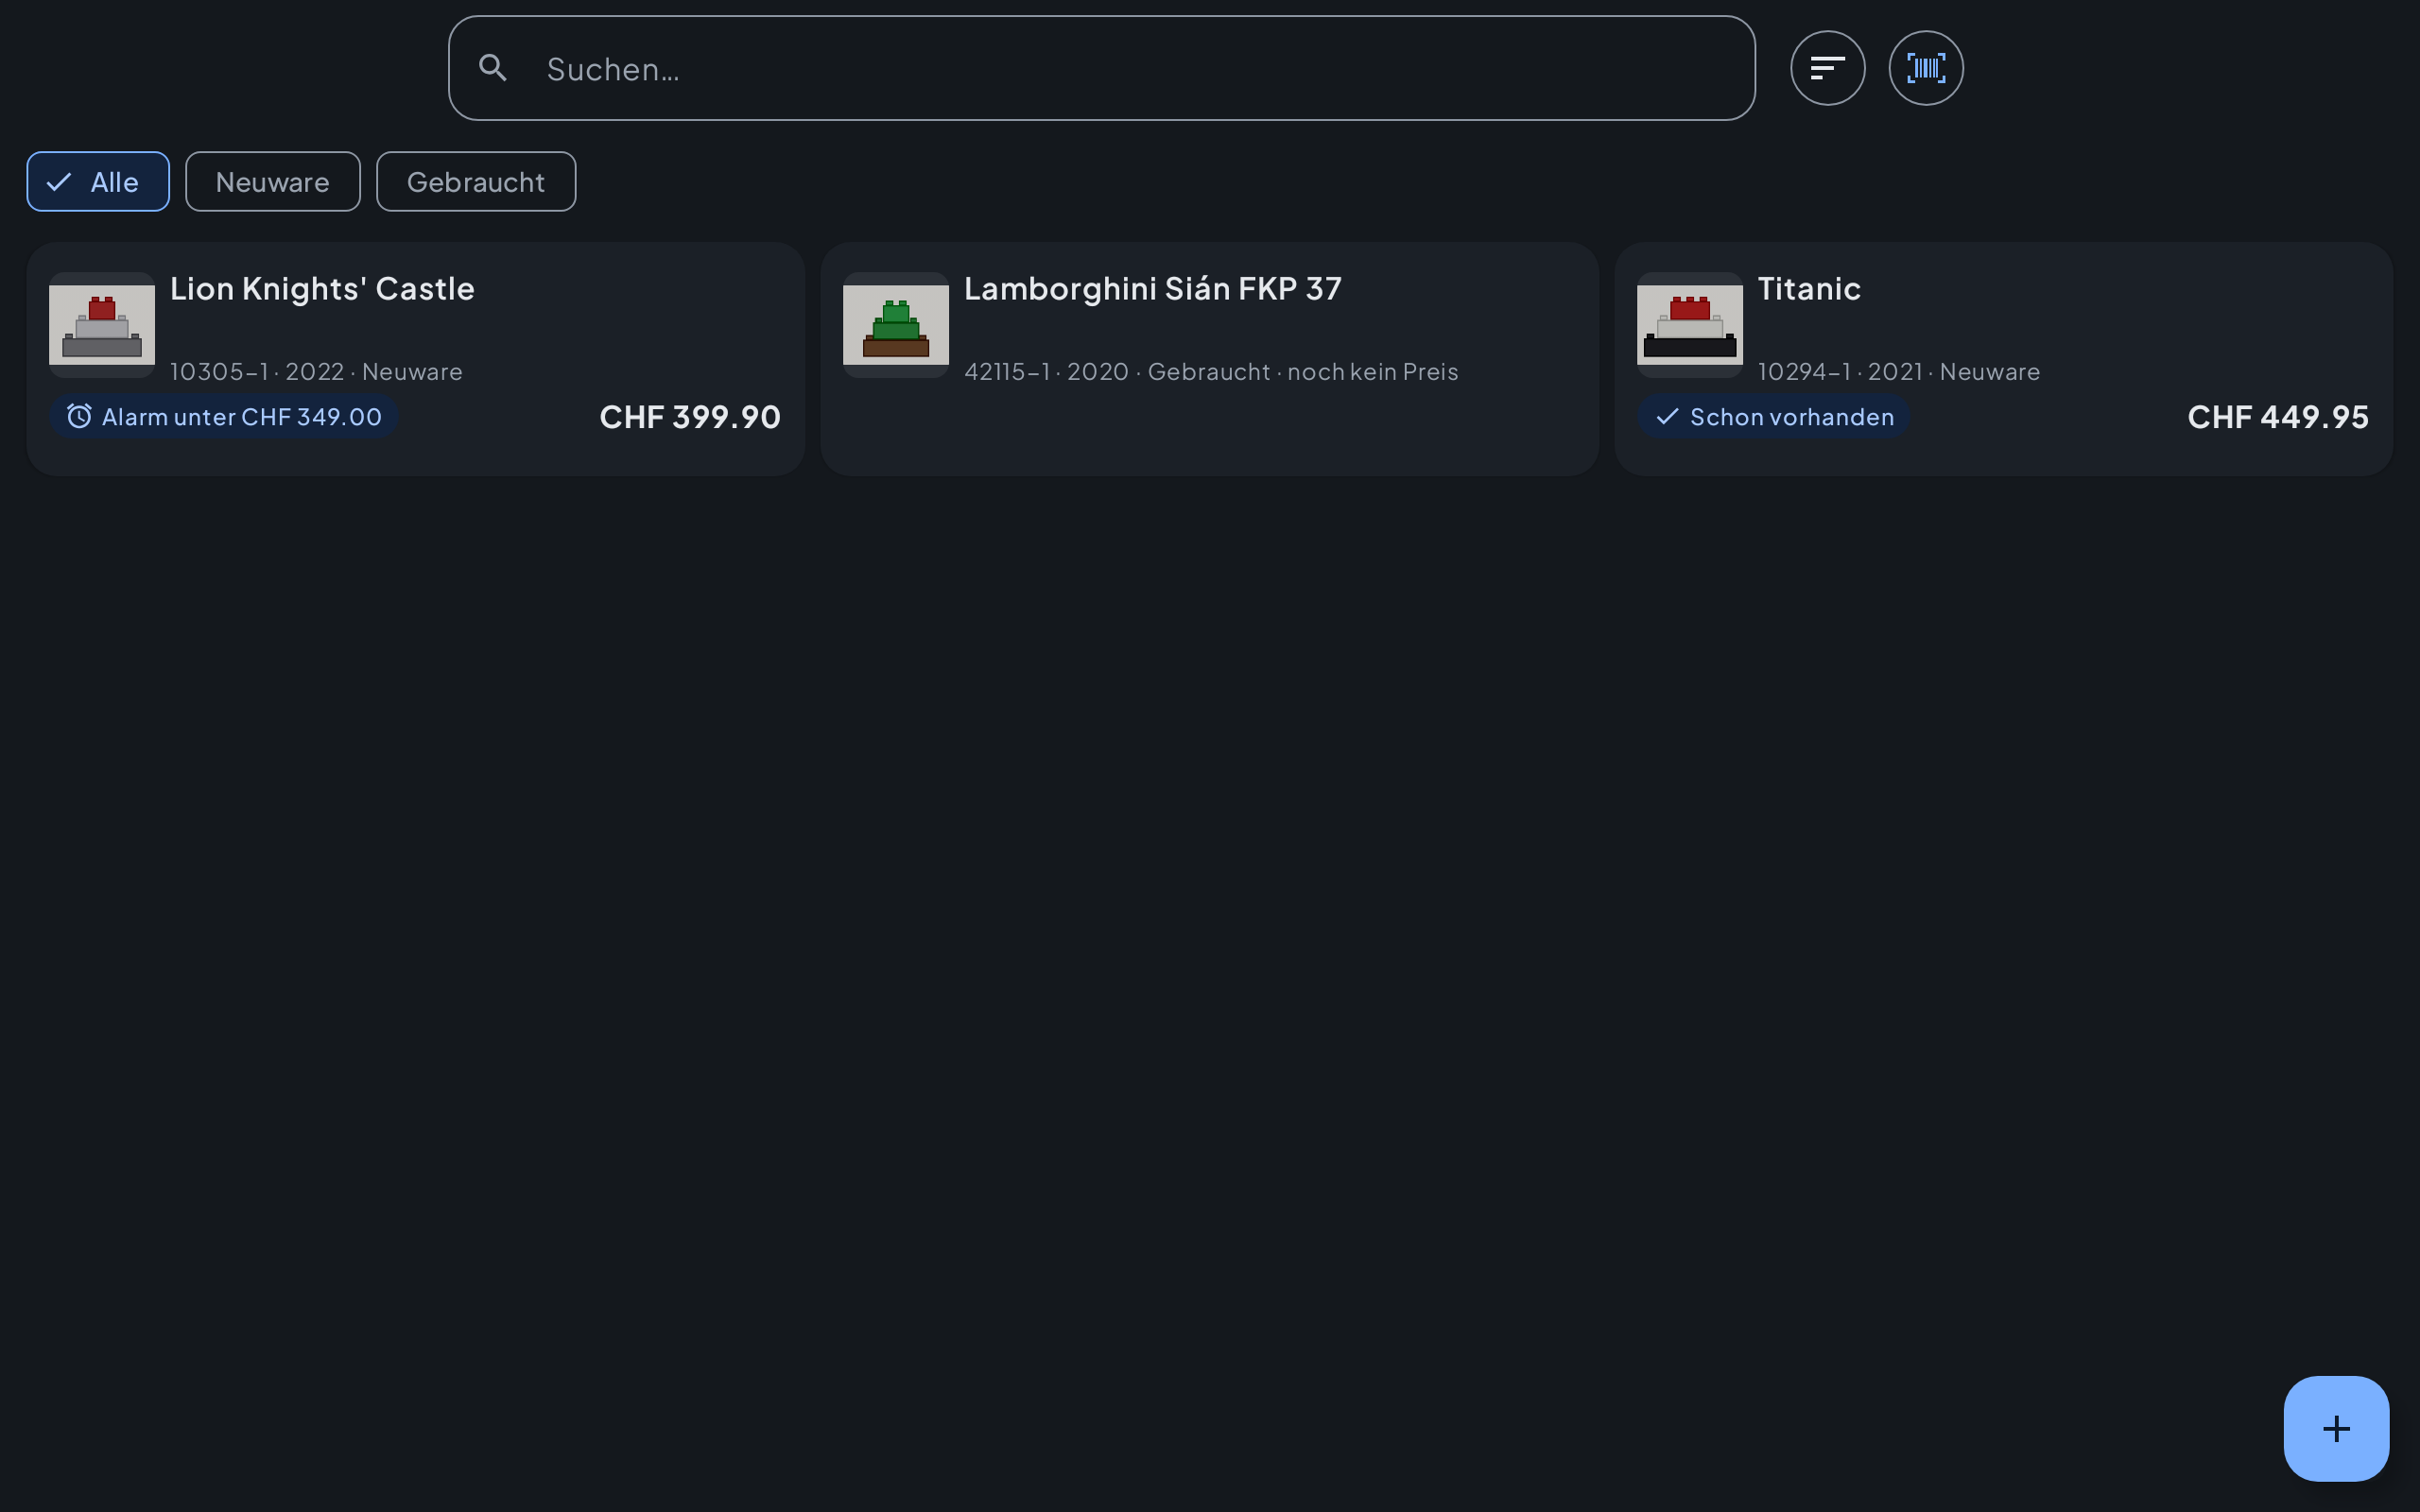 Suchen...
Alle
Neuware
Gebraucht
Lion Knights' Castle
10305-1 · 2022 · Neuware
Alarm unter CHF 349.00
CHF 399.90
Lamborghini Sián FKP 37
42115-1 · 2020 · Gebraucht · noch kein Preis
Titanic
10294-1 · 2021 · Neuware
Schon vorhanden
CHF 449.95